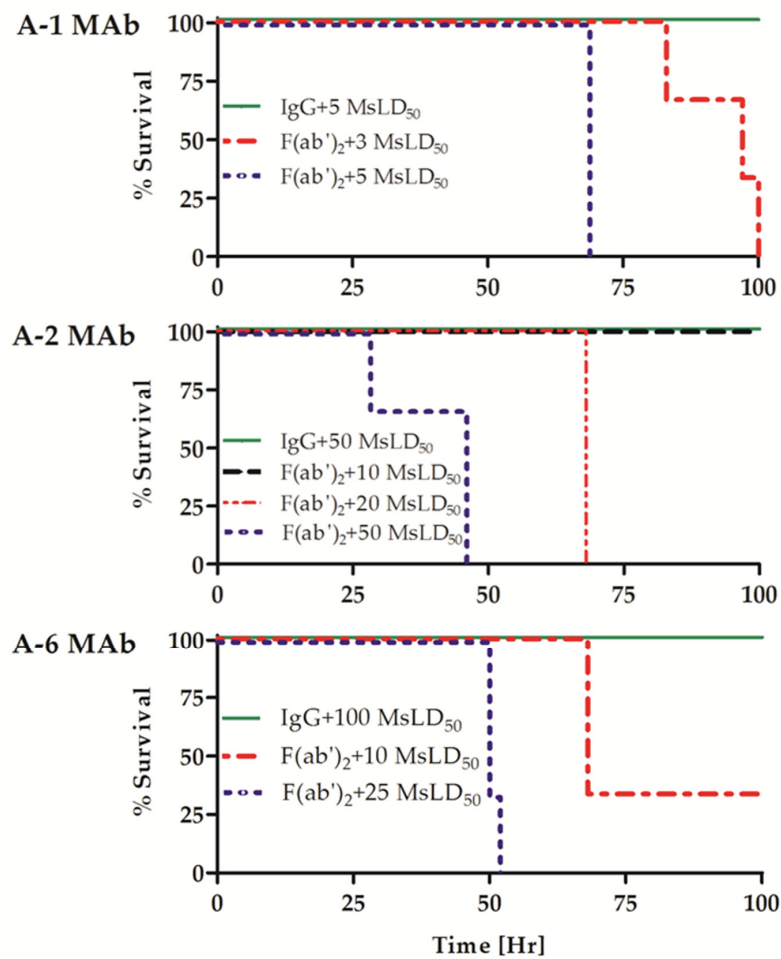 A-1 MAb
% Survival
100
75
50
25
0
IgG+5 MsLD₅₀
F(ab')₂+3 MsLD₅₀
F(ab')₂+5 MsLD₅₀
0 25 50 75 100
A-2 MAb
% Survival
100
75
50
25
0
IgG+50 MsLD₅₀
F(ab')₂+10 MsLD₅₀
F(ab')₂+20 MsLD₅₀
F(ab')₂+50 MsLD₅₀
0 25 50 75 100
A-6 MAb
% Survival
100
75
50
25
0
IgG+100 MsLD₅₀
F(ab')₂+10 MsLD₅₀
F(ab')₂+25 MsLD₅₀
0 25 50 75 100
Time [Hr]